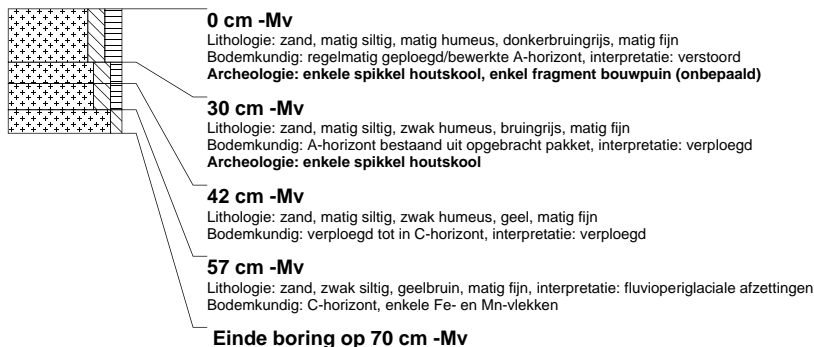 0 cm -Mv
Lithologie: zand, matig siltig, matig humeus, donkerbruingrijs, matig fijn
Bodemkundig: regelmatig geploegd/bewerkte A-horizont, interpretatie: verstoord
Archeologie: enkele spikkel houtskool, enkel fragment bouwpuin (onbepaald)
30 cm -Mv
Lithologie: zand, matig siltig, zwak humeus, bruingrijs, matig fijn
Bodemkundig: A-horizont bestaand uit opgebracht pakket, interpretatie: verploegd
Archeologie: enkele spikkel houtskool
42 cm -Mv
Lithologie: zand, matig siltig, zwak humeus, geel, matig fijn
Bodemkundig: verploegd tot in C-horizont, interpretatie: verploegd
57 cm -Mv
Lithologie: zand, zwak siltig, geelbruin, matig fijn, interpretatie: fluvioperiglaciale afzettingen
Bodemkundig: C-horizont, enkele Fe- en Mn-vlekken
Einde boring op 70 cm -Mv